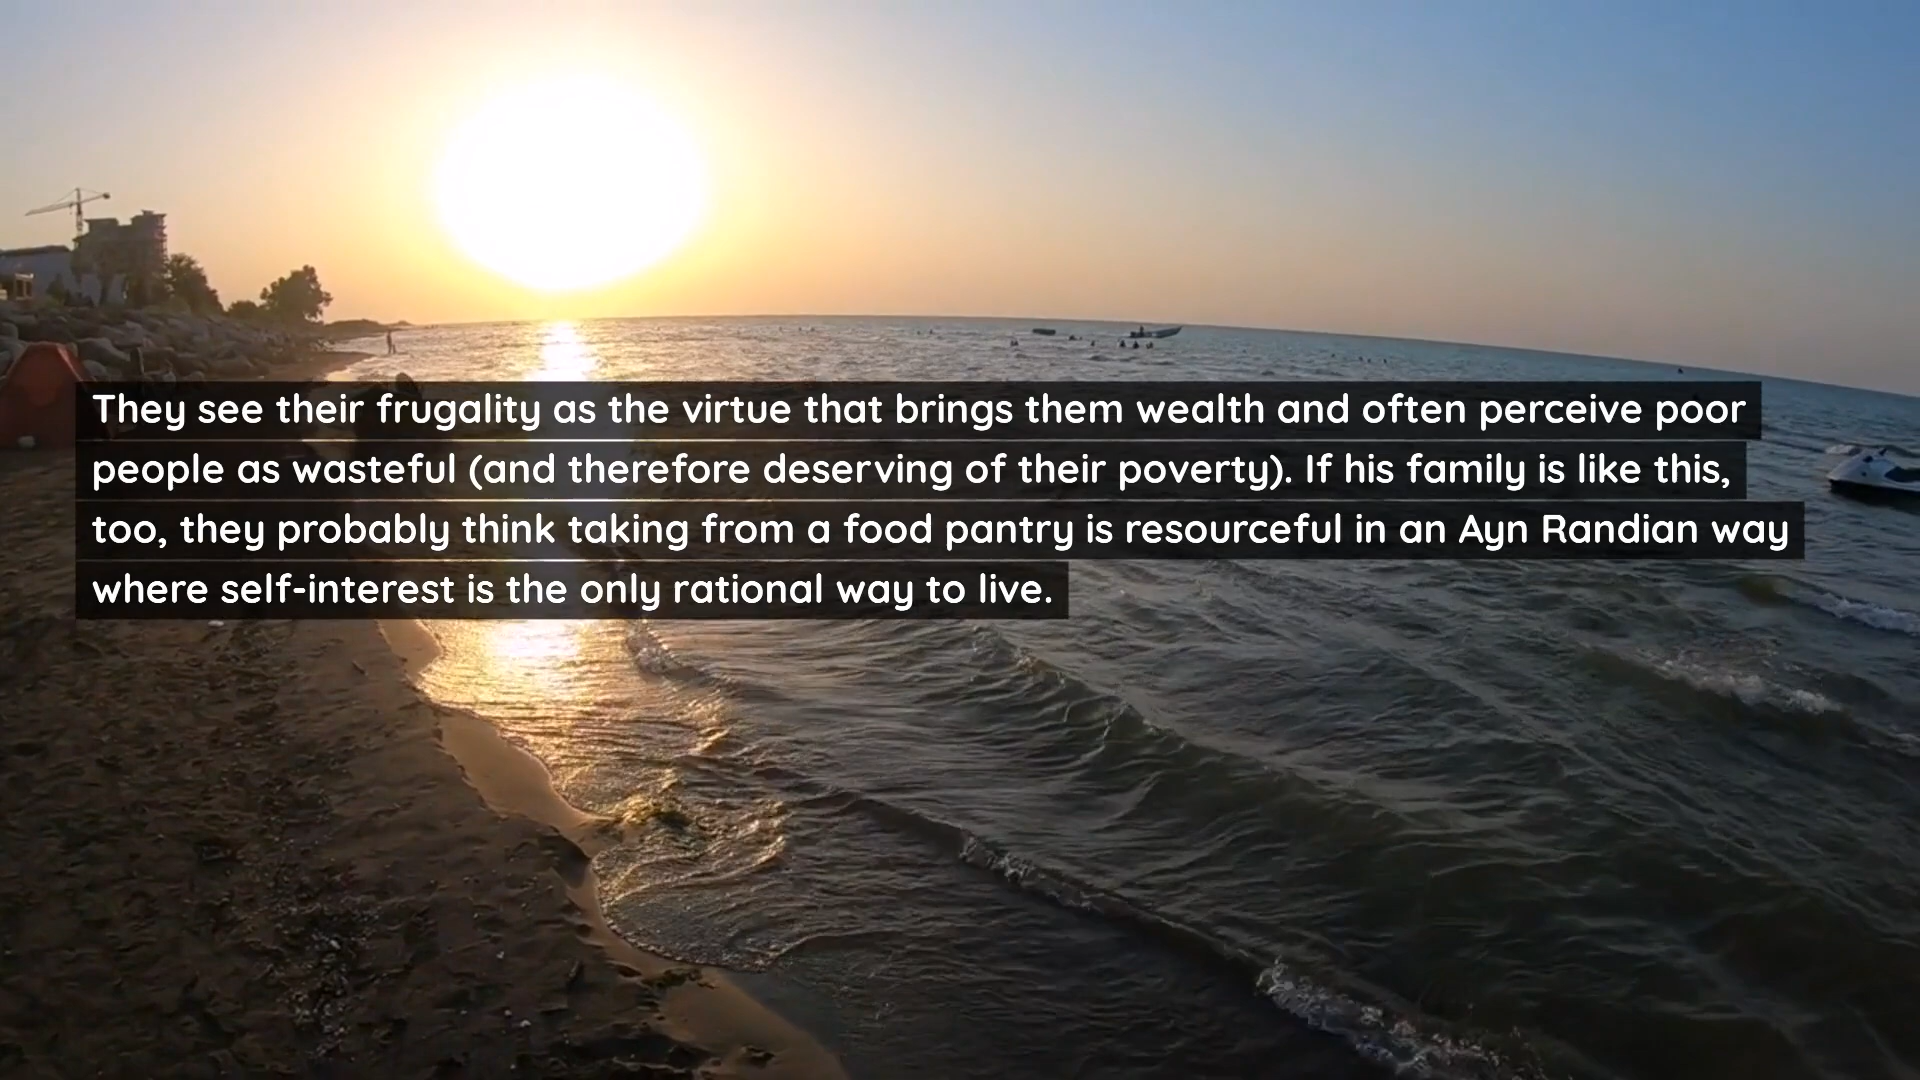 They see their frugality as the virtue that brings them wealth and often perceive poor
people as wasteful (and therefore deserving of their poverty). If his family is like this,
too, they probably think taking from a food pantry is resourceful in an Ayn Randian way
where self-interest is the only rational way to live.